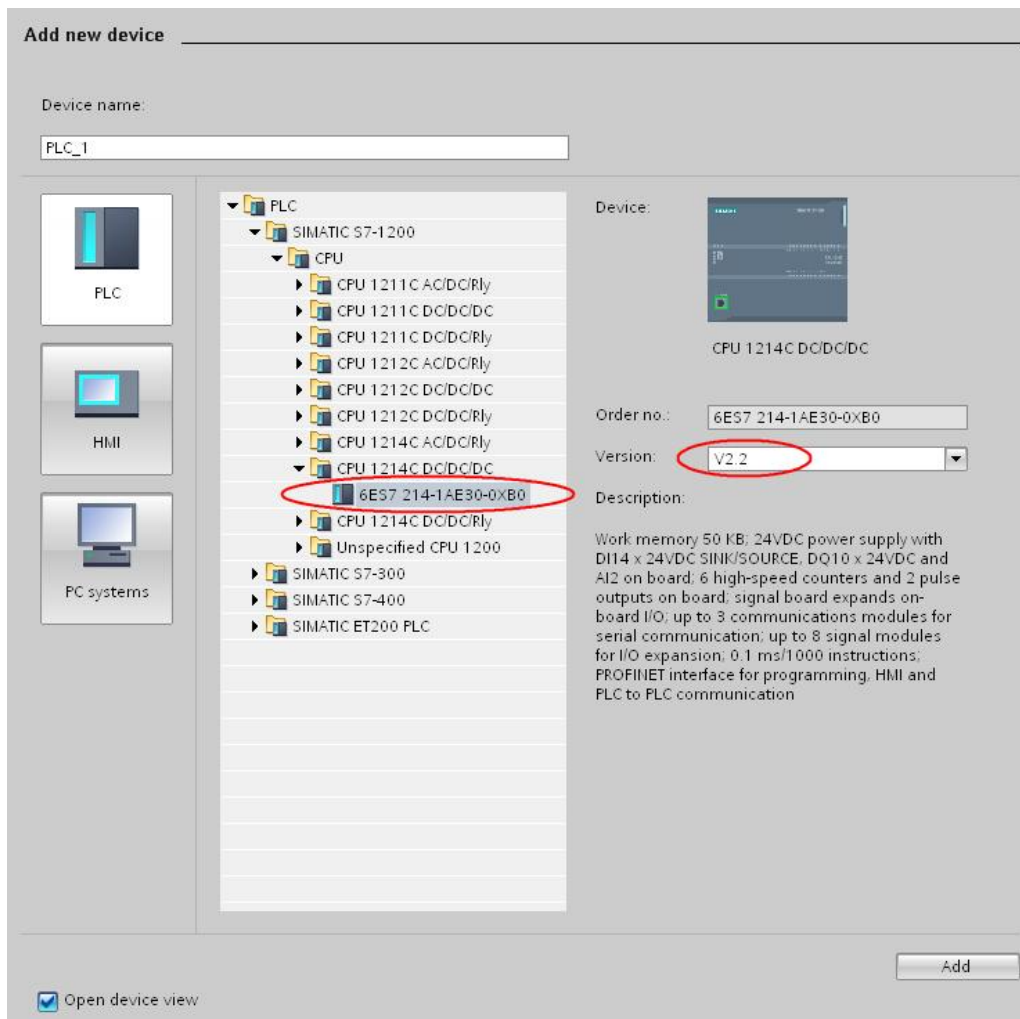 Add new device
Device name:
PLC_1
PLC
HMI
PC systems
PLC
SIMATIC S7-1200
CPU
CPU 1211C AC/DC/Rly
CPU 1211C DC/DC/DC
CPU 1211C DC/DC/Rly
CPU 1212C AC/DC/Rly
CPU 1212C DC/DC/DC
CPU 1212C DC/DC/Rly
CPU 1214C AC/DC/Rly
CPU 1214C DC/DC/DC
6ES7 214-1AE30-0XB0
CPU 1214C DC/DC/Rly
Unspecified CPU 1200
SIMATIC S7-300
SIMATIC S7-400
SIMATIC ET200 PLC
Device:
CPU 1214C DC/DC/DC
Order no.:
6ES7 214-1AE30-0XB0
Version:
V2.2
Description:
Work memory 50 KB; 24VDC power supply with
DI14 x 24VDC SINK/SOURCE, DQ10 x 24VDC and
AI2 on board; 6 high-speed counters and 2 pulse
outputs on board; signal board expands on-
board I/O; up to 3 communications modules for
serial communication; up to 8 signal modules
for I/O expansion; 0.1 ms/1000 instructions;
PROFINET interface for programming, HMI and
PLC to PLC communication
Add
Open device view